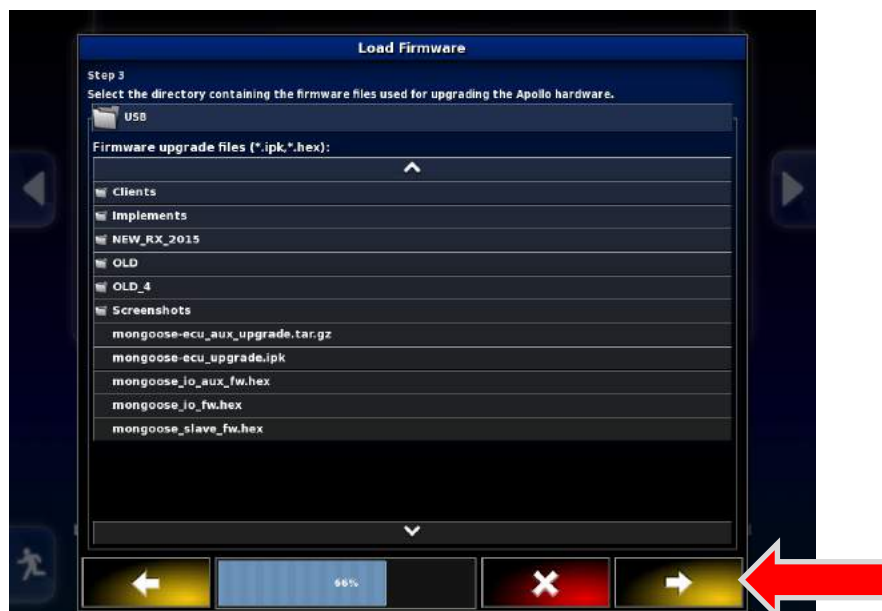 Load Firmware
Step 3
Select the directory containing the firmware files used for upgrading the Apollo hardware.
USB
Firmware upgrade files (*.ipk,*.hex):
Clients
Implements
NEW_RX_2015
OLD
OLD_4
Screenshots
mongoose-ecu_aux_upgrade.tar.gz
mongoose-ecu_upgrade.ipk
mongoose_io_aux_fw.hex
mongoose_io_fw.hex
mongoose_slave_fw.hex
66%